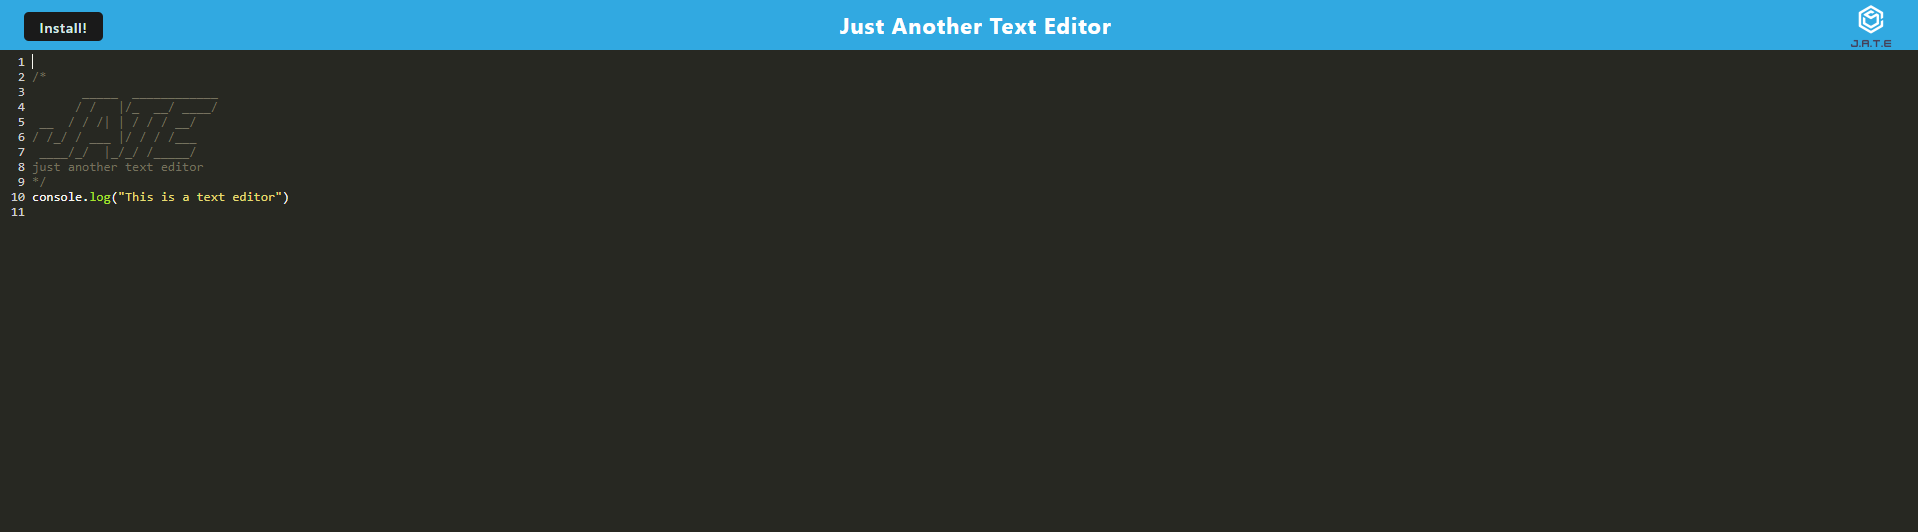 Install!
Just Another Text Editor
J.A.T.E
1
2 /*
3        _____  ____________
4       / /   |/_  __/ ____/
5  __  / / /| | / / / __/
6 / /_/ / ___ |/ / / /___
7  ____/_/  |_/_/ /_____/
8 just another text editor
9 */
10 console.log("This is a text editor")
11